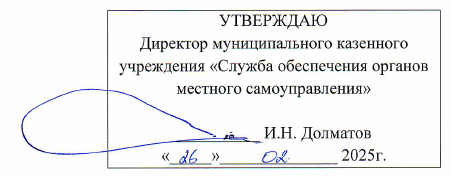 УТВЕРЖДАЮ
Директор муниципального казенного
учреждения «Служба обеспечения органов
местного самоуправления»
И.Н. Долматов
«26» 02 2025г.